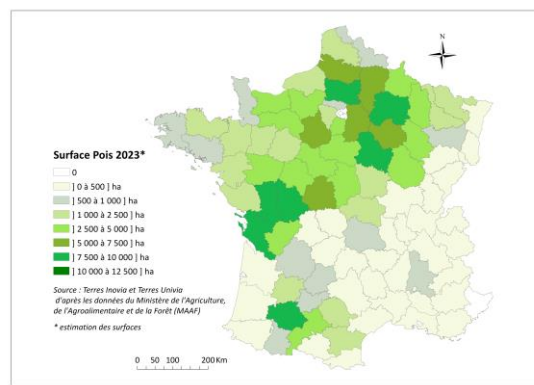 N
Surface Pois 2023*
0
] 0 à 500 ] ha
] 500 à 1 000 ] ha
] 1 000 à 2 500 ] ha
] 2 500 à 5 000 ] ha
] 5 000 à 7 500 ] ha
] 7 500 à 10 000 ] ha
] 10 000 à 12 500 ] ha
Source : Terres Inovia et Terres Univia
d'après les données du Ministère de l'Agriculture,
de l'Agroalimentaire et de la Forêt (MAAF)
* estimation des surfaces
0 50 100 200 Km